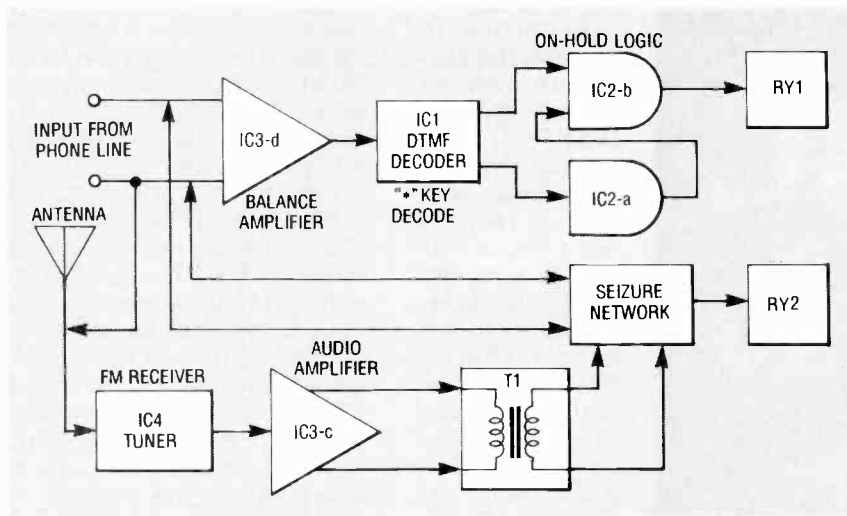 ON-HOLD LOGIC
INPUT FROM
PHONE LINE
IC3-d
BALANCE
AMPLIFIER
IC1
DTMF
DECODER
"*" KEY
DECODE
IC2-b
RY1
IC2-a
ANTENNA
SEIZURE
NETWORK
RY2
FM RECEIVER
IC4
TUNER
AUDIO
AMPLIFIER
IC3-c
T1